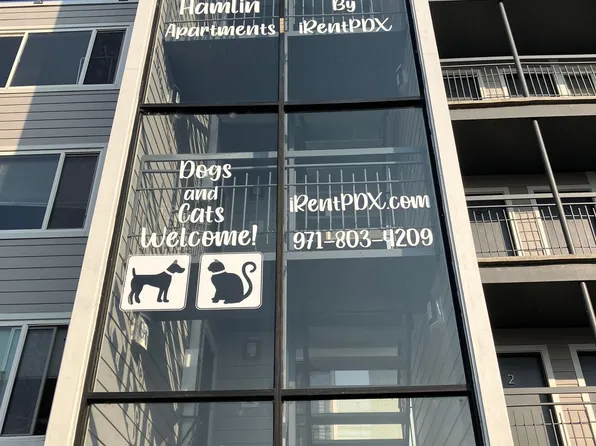 Hamlin
Apartments
By
iRentPDX
Dogs
and
Cats
Welcome!
iRentPDX.com
971-803-4209
2